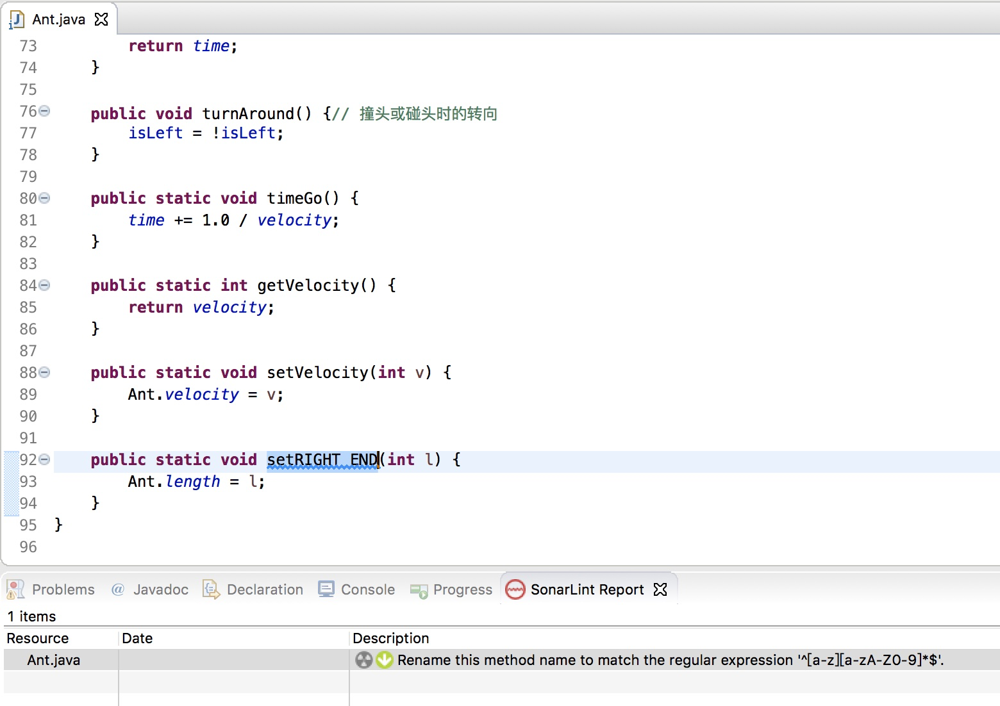 Ant.java
73 return time;
74 }
75
76 public void turnAround() {// 撞头或碰头时的转向
77 isLeft = !isLeft;
78 }
79
80 public static void timeGo() {
81 time += 1.0 / velocity;
82 }
83
84 public static int getVelocity() {
85 return velocity;
86 }
87
88 public static void setVelocity(int v) {
89 Ant.velocity = v;
90 }
91
92 public static void setRIGHT_END(int l) {
93 Ant.length = l;
94 }
95 }
96
Problems @ Javadoc Declaration Console Progress SonarLint Report
1 items
Resource Date Description
Ant.java Rename this method name to match the regular expression '^[a-z][a-zA-Z0-9]*$'.